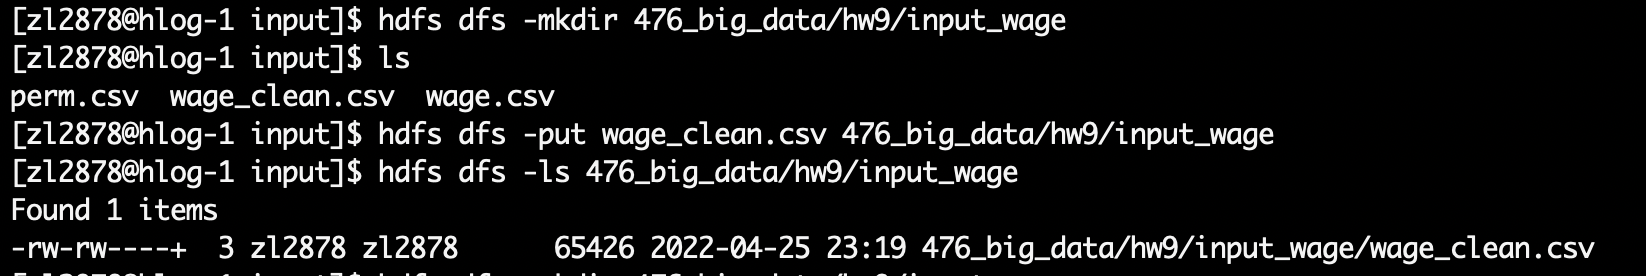 [zl2878@hlog-1 input]$ hdfs dfs -mkdir 476_big_data/hw9/input_wage
[zl2878@hlog-1 input]$ ls
perm.csv  wage_clean.csv  wage.csv
[zl2878@hlog-1 input]$ hdfs dfs -put wage_clean.csv 476_big_data/hw9/input_wage
[zl2878@hlog-1 input]$ hdfs dfs -ls 476_big_data/hw9/input_wage
Found 1 items
-rw-rw----+  3 zl2878 zl2878      65426 2022-04-25 23:19 476_big_data/hw9/input_wage/wage_clean.csv